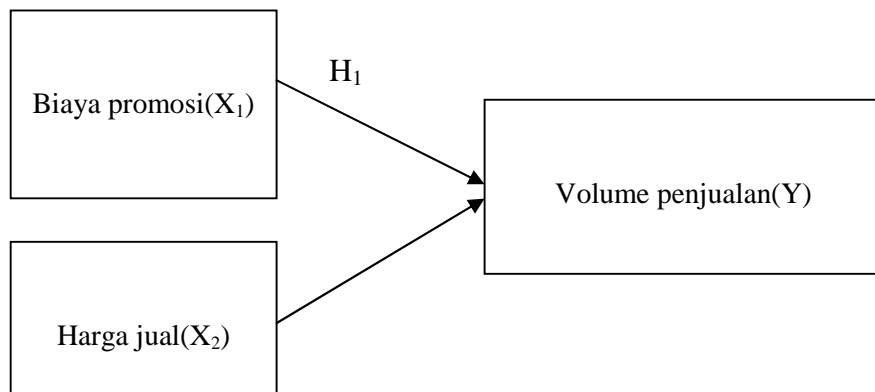 H₁
Biaya promosi(X₁)
Volume penjualan(Y)
Harga jual(X₂)